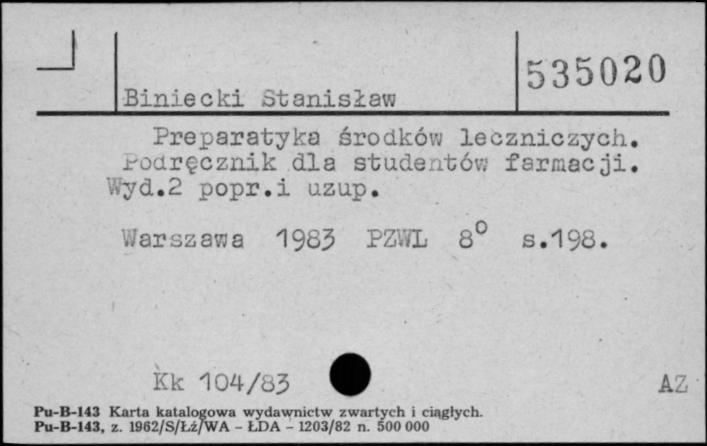 535020
Biniecki Stanisław
Preparatyka środków leczniczych.
Podręcznik dla studentów farmacji.
Wyd.2 popr.i uzup.
Warszawa 1983 PZWL 8° s.198.
Kk 104/83 AZ
Pu-B-143 Karta katalogowa wydawnictw zwartych i ciągłych.
Pu-B-143, z. 1962/S/Łź/WA - ŁDA - 1203/82 n. 500 000